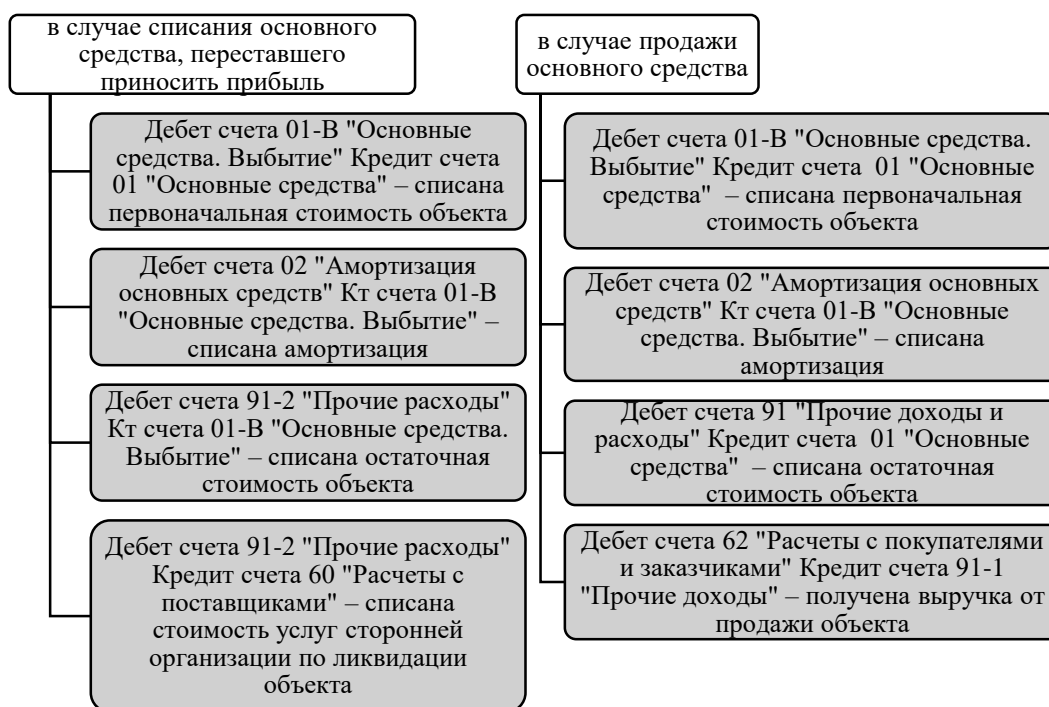 в случае списания основного
средства, переставшего
приносить прибыль
Дебет счета 01-В "Основные
средства. Выбытие" Кредит счета
01 "Основные средства" – списана
первоначальная стоимость объекта
Дебет счета 02 "Амортизация
основных средств" Кт счета 01-В
"Основные средства. Выбытие" –
списана амортизация
Дебет счета 91-2 "Прочие расходы"
Кт счета 01-В "Основные средства.
Выбытие" – списана остаточная
стоимость объекта
Дебет счета 91-2 "Прочие расходы"
Кредит счета 60 "Расчеты с
поставщиками" – списана
стоимость услуг сторонней
организации по ликвидации
объекта
в случае продажи
основного средства
Дебет счета 01-В "Основные средства.
Выбытие" Кредит счета 01 "Основные
средства" – списана первоначальная
стоимость объекта
Дебет счета 02 "Амортизация основных
средств" Кт счета 01-В "Основные
средства. Выбытие" – списана
амортизация
Дебет счета 91 "Прочие доходы и
расходы" Кредит счета 01 "Основные
средства" – списана остаточная
стоимость объекта
Дебет счета 62 "Расчеты с покупателями
и заказчиками" Кредит счета 91-1
"Прочие доходы" – получена выручка от
продажи объекта